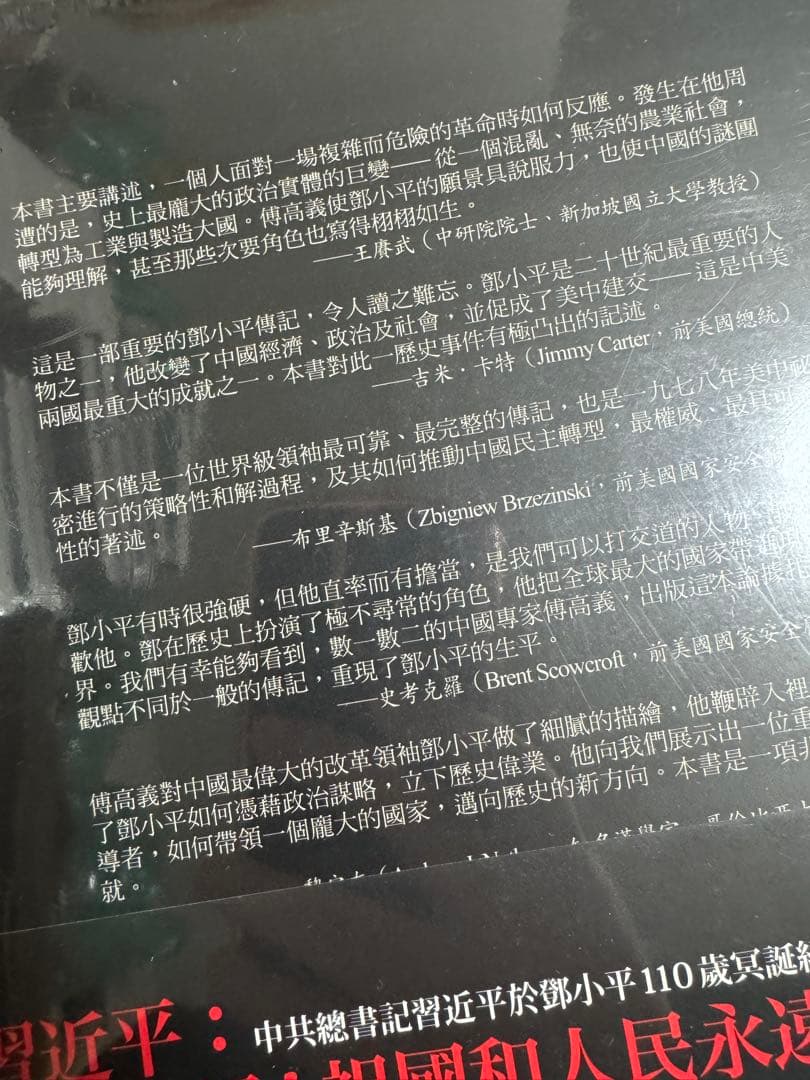 本書主要講述，一個人面對一場複雜而危險的革命時如何反應。發生在他周
遭的是，史上最龐大的政治實體的巨變——從一個混亂、無奈的農業社會，
轉型為工業與製造大國。傅高義使鄧小平的願景具說服力，也使中國的謎團
能夠理解，甚至那些次要角色也寫得栩栩如生。
——王賡武（中研院院士、新加坡國立大學教授）
這是一部重要的鄧小平傳記，令人讀之難忘。鄧小平是二十世紀最重要的人
物之一，他改變了中國經濟、政治及社會，並促成了美中建交——這是中美
兩國最重大的成就之一。本書對此一歷史事件有極凸出的記述。
——吉米·卡特（Jimmy Carter，前美國總統）
本書不僅是一位世界級領袖最可靠、最完整的傳記，也是一九七八年美中祕
密進行的策略性和解過程，及其如何推動中國民主轉型，最權威、最具可
性的著述。
——布里辛斯基（Zbigniew Brzezinski，前美國國家安全
鄧小平有時很強硬，但他直率而有擔當，是我們可以打交道的人物
歡他。鄧在歷史上扮演了極不尋常的角色，他把全球最大的國家帶進
界。我們有幸能夠看到，數一數二的中國專家傅高義，出版這本論據
觀點不同於一般的傳記，重現了鄧小平的生平。
——史考克羅（Brent Scowcroft，前美國國家安全
傅高義對中國最偉大的改革領袖鄧小平做了細膩的描繪，他鞭辟入裡
了鄧小平如何憑藉政治謀略，立下歷史偉業。他向我們展示出一位重
導者，如何帶領一個龐大的國家，邁向歷史的新方向。本書是一項非
就。
習近平：中共總書記習近平於鄧小平110歲冥誕紀
祖國和人民永遠